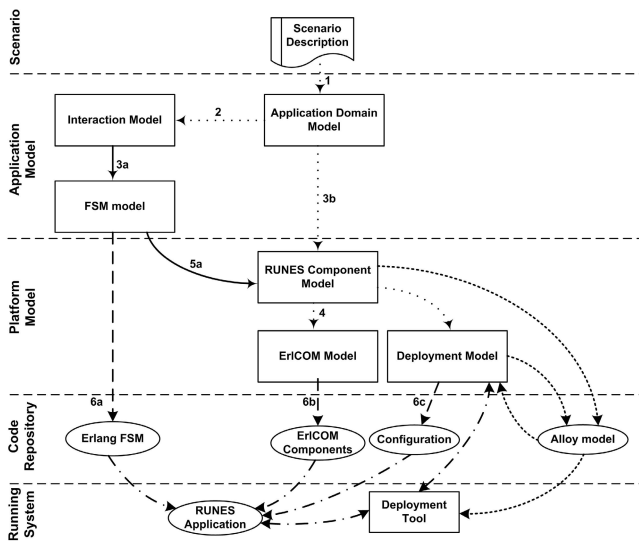 Scenario
Scenario
Description
1
Application
Model
Interaction Model
2
Application Domain
Model
3a
3b
FSM model
Platform
Model
5a
RUNES Component
Model
4
ErlCOM Model
Deployment Model
Code
Repository
6a
6b
6c
Erlang FSM
ErlCOM
Components
Configuration
Alloy model
Running
System
RUNES
Application
Deployment
Tool